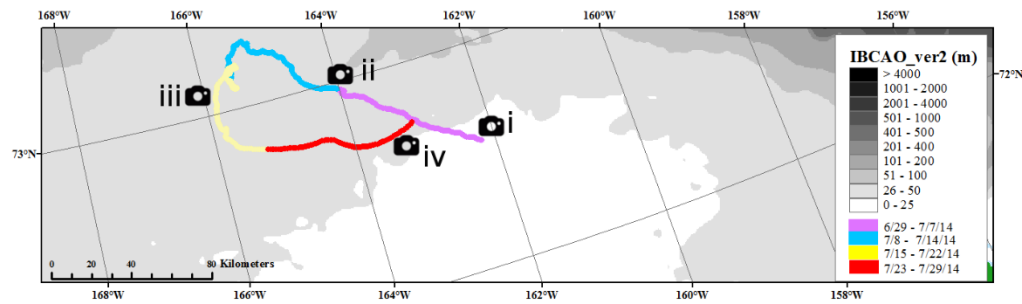 168°W 166°W 164°W 162°W 160°W 158°W 156°W
ii
iii
i
iv
73°N
72°N
IBCAO_ver2 (m)
> 4000
1001 - 2000
2001 - 4000
501 - 1000
401 - 500
201 - 400
101 - 200
51 - 100
26 - 50
0 - 25
6/29 - 7/7/14
7/8 - 7/14/14
7/15 - 7/22/14
7/23 - 7/29/14
0 20 40 80 Kilometers
168°W 166°W 164°W 162°W 160°W 158°W